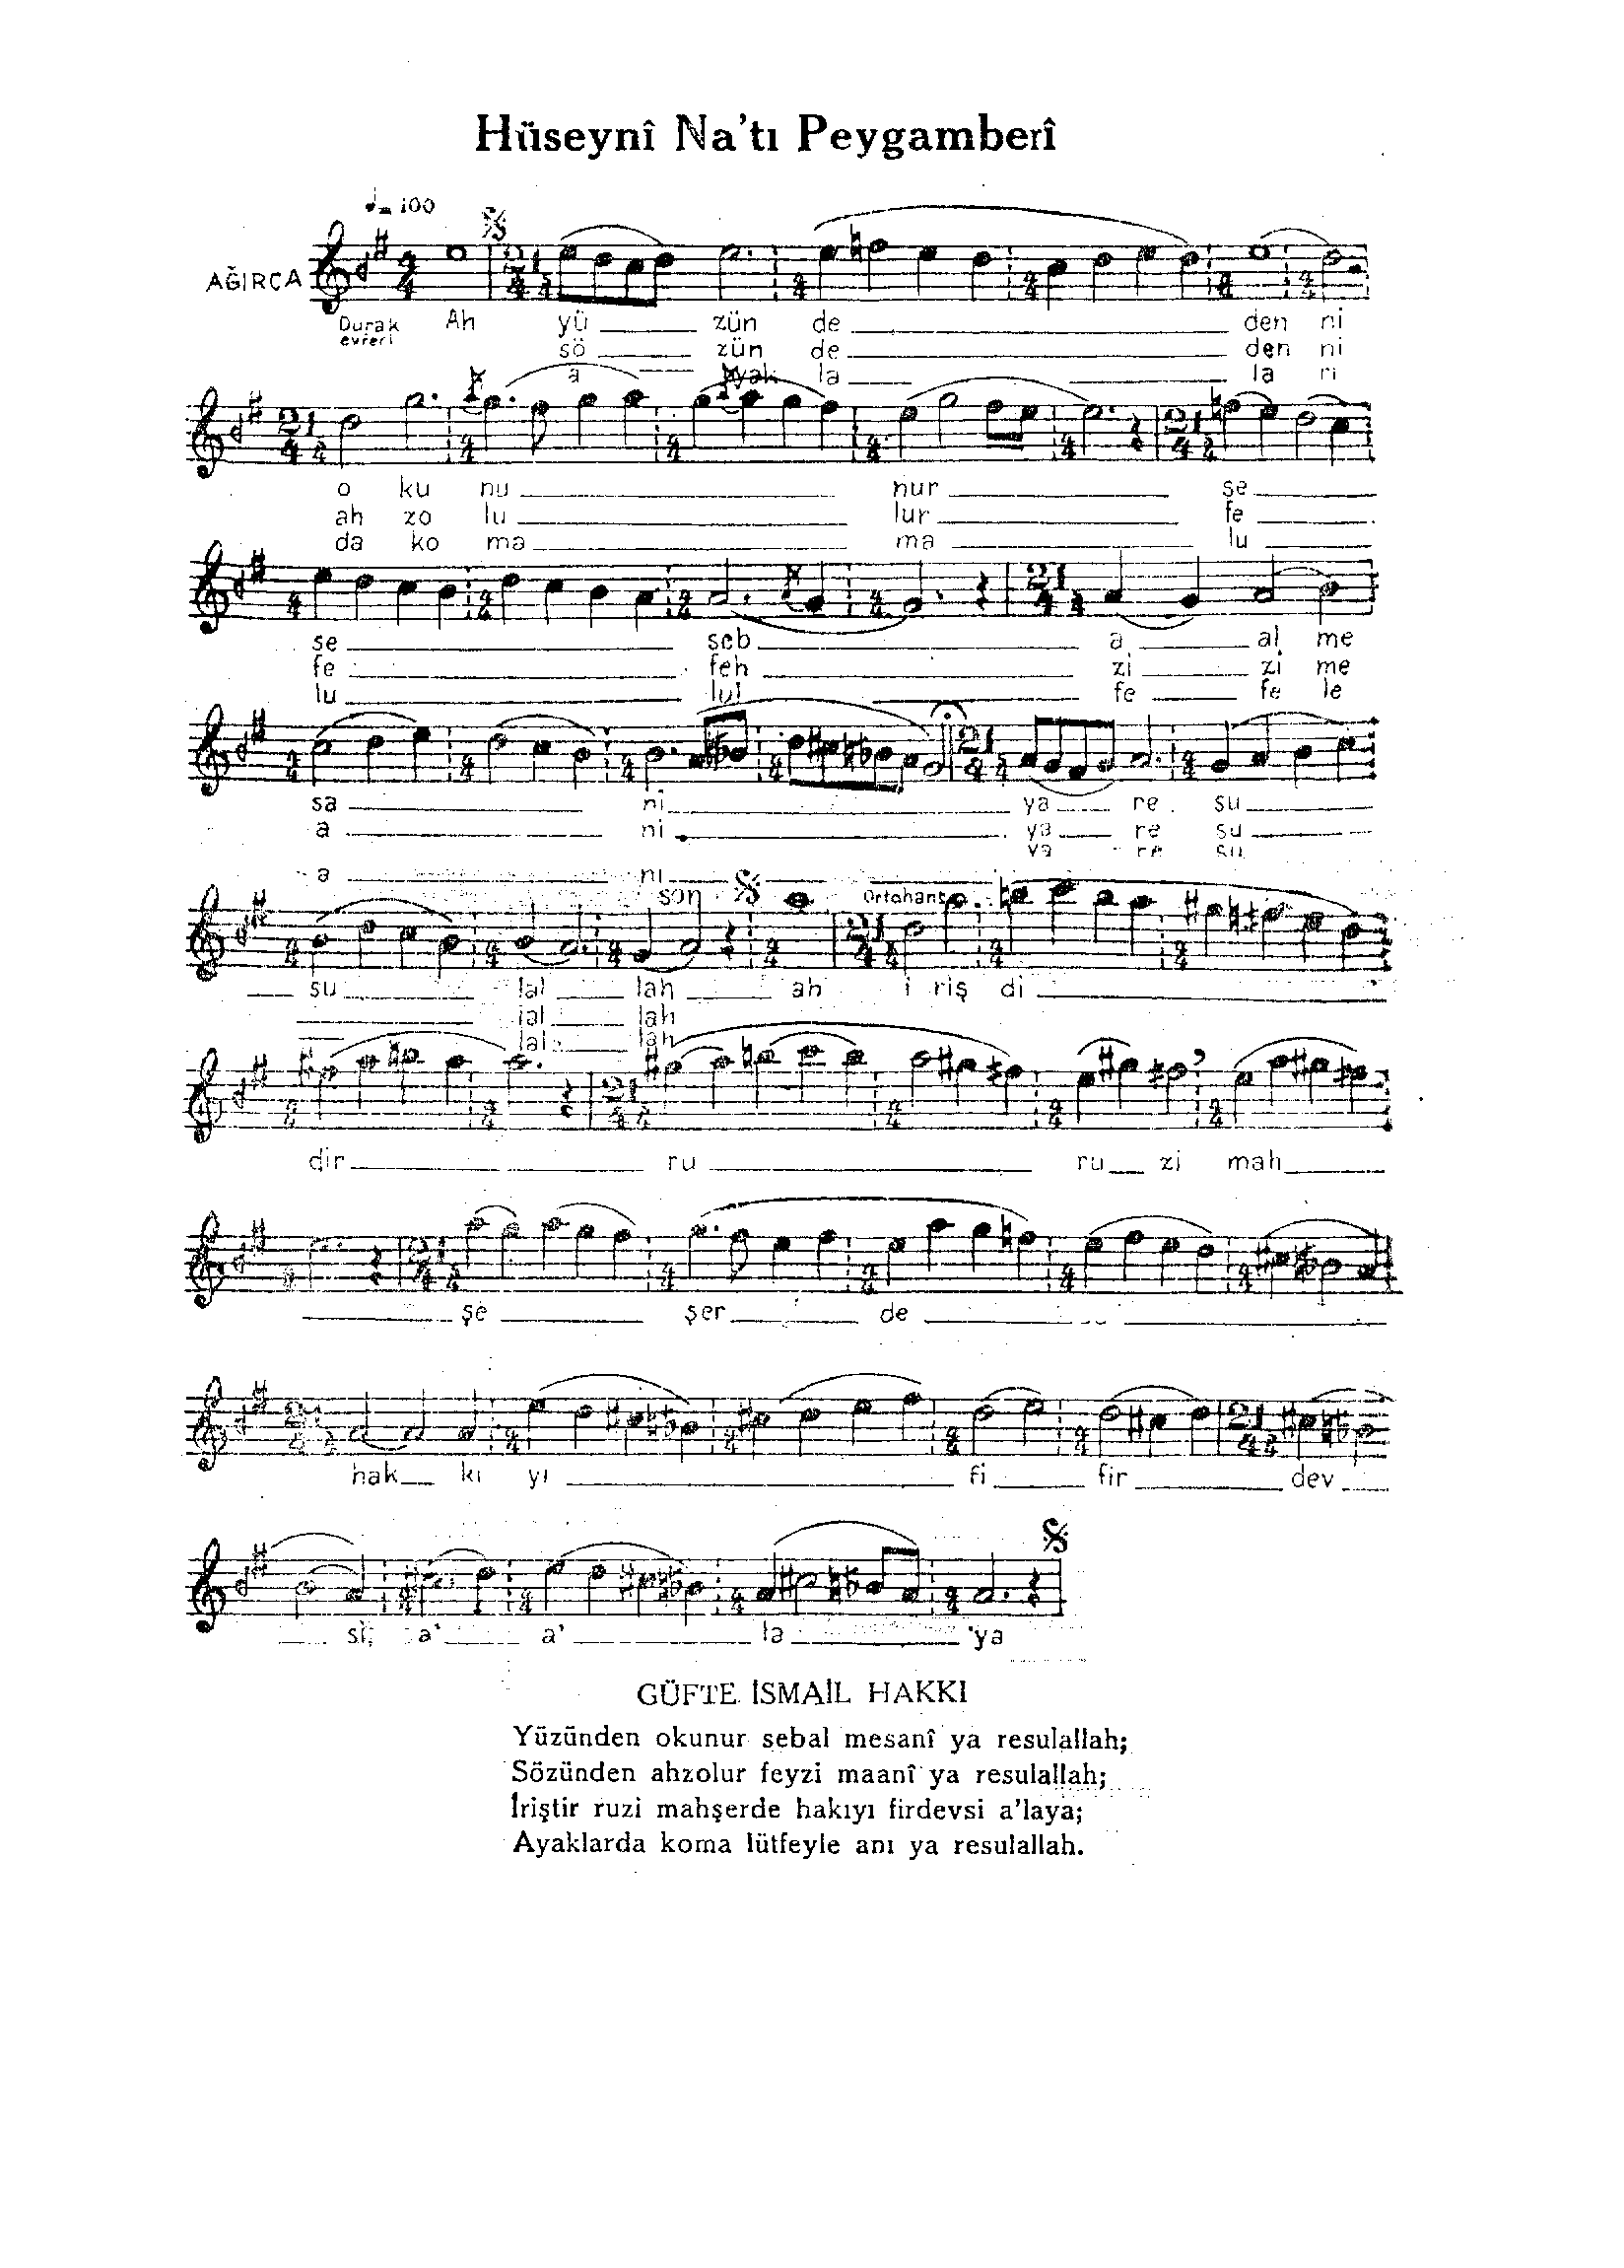 Hüseynî Na'tı Peygamberî
♩= 100
AĞIRCA
Durak evferi Ah yü zün de den ni
sö zün de den ni
a yak la la ri
o ku nu nur se
ah zo lu lur fe
da ko ma ma lu
se seb a al me
fe feh zi zi me
lu lul fe fe le
sa ni ya re su
a ni ya re su
ya re su
a ni
son Ortahane
su lal lah ah i riş di
lal lah
lal lah
dir ru ru zi mah
şe şer de
hak kı yı fi fir dev
si a' a' la 'ya
GÜFTE İSMAİL HAKKI
Yüzünden okunur sebal mesanî ya resulallah;
Sözünden ahzolur feyzi maanî ya resulallah;
İriştir ruzi mahşerde hakıyı firdevsi a'laya;
Ayaklarda koma lütfeyle anı ya resulallah.